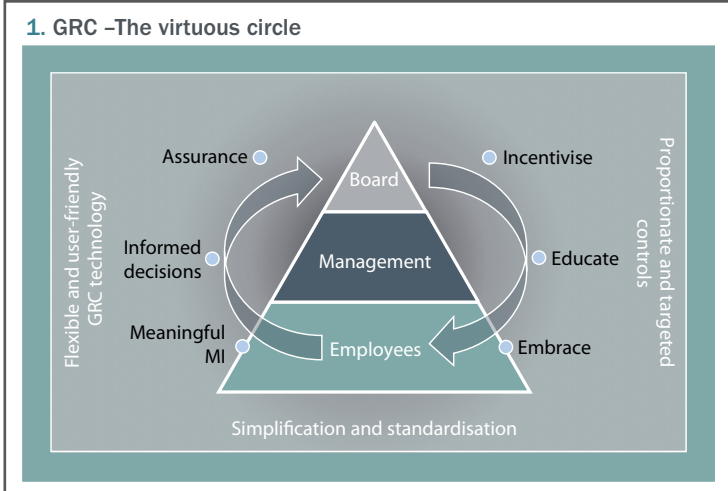 1. GRC –The virtuous circle
Assurance
Incentivise
Board
Flexible and user-friendly
GRC technology
Proportionate and targeted
controls
Informed
decisions
Management
Educate
Meaningful
MI
Employees
Embrace
Simplification and standardisation